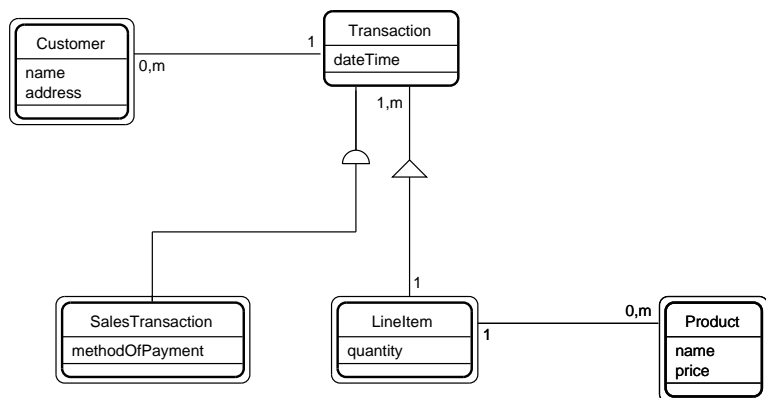 Customer
name
address
0,m
1
Transaction
dateTime
1,m
SalesTransaction
methodOfPayment
1
LineItem
quantity
1
0,m
Product
name
price